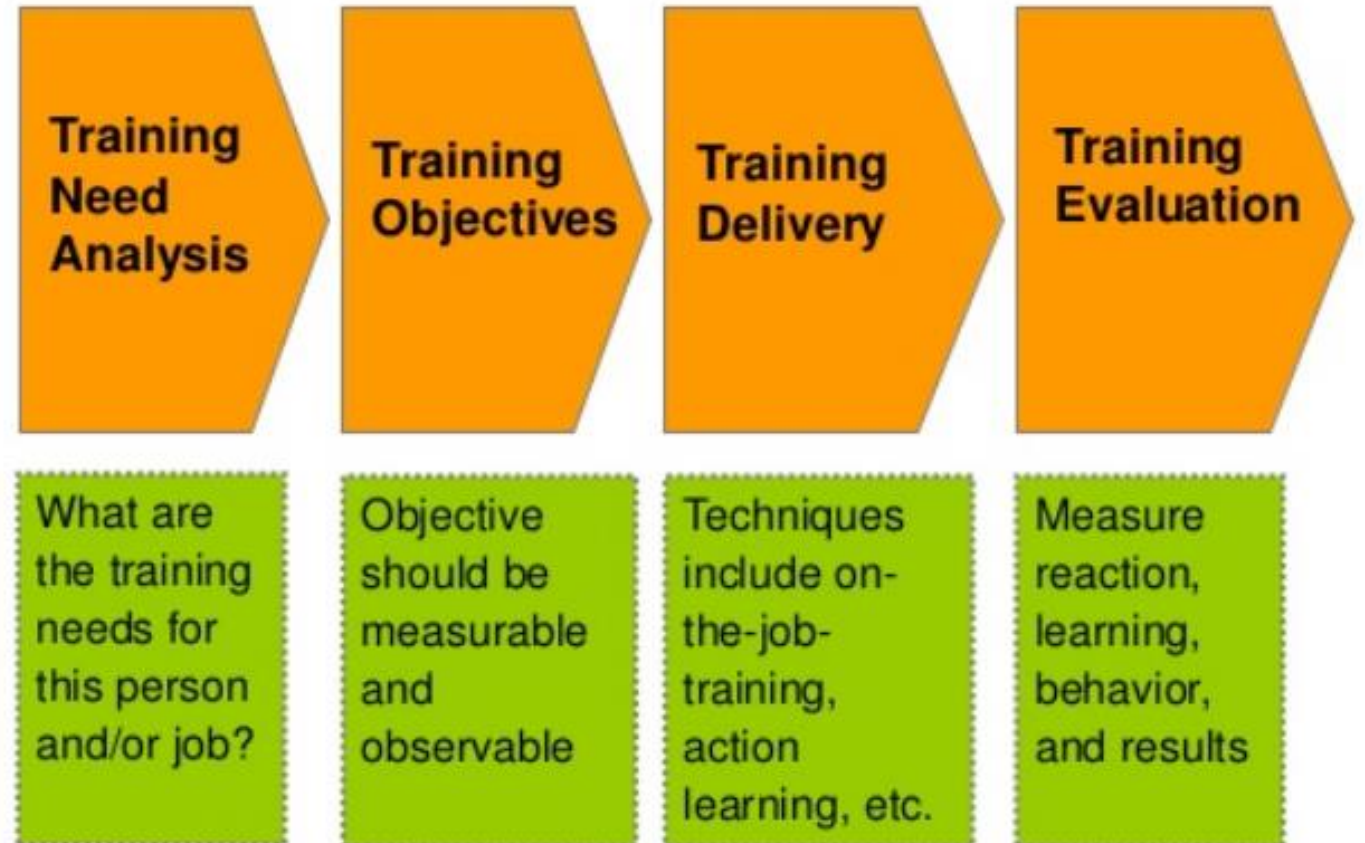 Training
Need
Analysis
Training
Objectives
Training
Delivery
Training
Evaluation
What are
the training
needs for
this person
and/or job?
Objective
should be
measurable
and
observable
Techniques
include on-
the-job-
training,
action
learning, etc.
Measure
reaction,
learning,
behavior,
and results